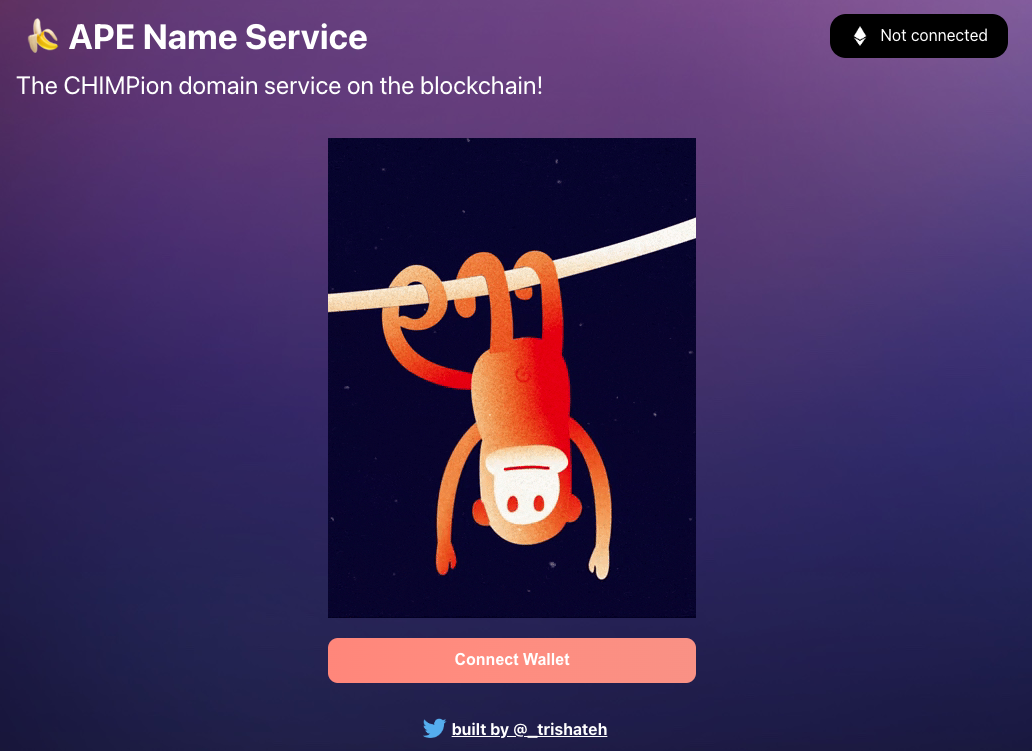 APE Name Service
Not connected
The CHIMPion domain service on the blockchain!
Connect Wallet
built by @_trishateh